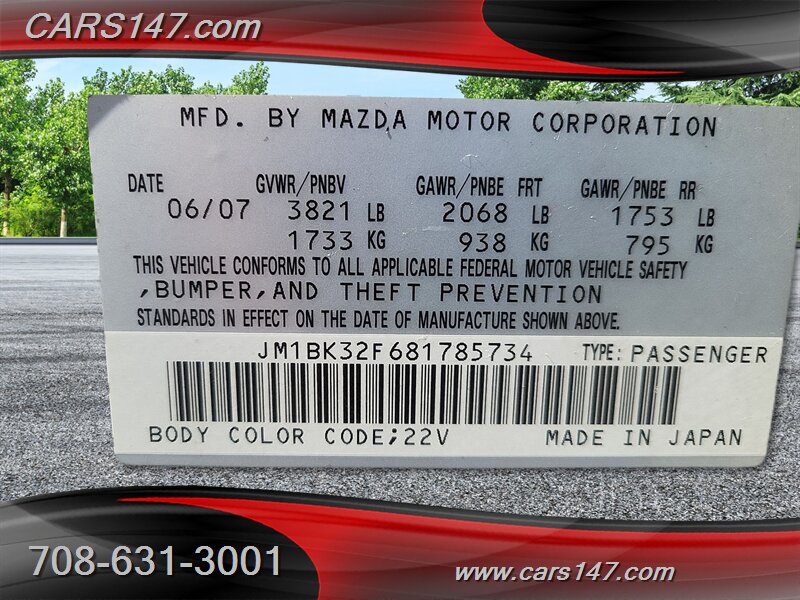 CARS147.com
MFD. BY MAZDA MOTOR CORPORATION
DATE GVWR/PNBV GAWR/PNBE FRT GAWR/PNBE RR
06/07 3821 LB 2068 LB 1753 LB
1733 KG 938 KG 795 KG
THIS VEHICLE CONFORMS TO ALL APPLICABLE FEDERAL MOTOR VEHICLE SAFETY
,BUMPER,AND THEFT PREVENTION
STANDARDS IN EFFECT ON THE DATE OF MANUFACTURE SHOWN ABOVE.
JM1BK32F681785734 TYPE: PASSENGER
BODY COLOR CODE;22V MADE IN JAPAN
708-631-3001
www.cars147.com